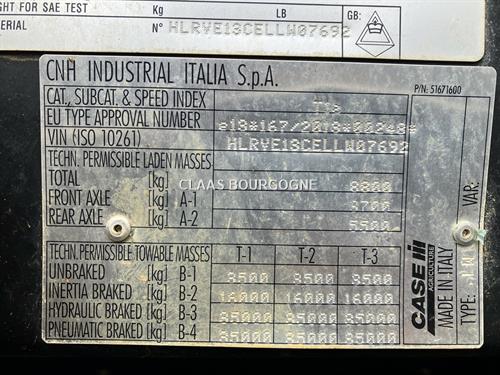 GHT FOR SAE TEST Kg LB GB:
ERIAL N° HLRVE13CELLW07692
CNH INDUSTRIAL ITALIA S.p.A. P/N: 51671600
CAT., SUBCAT. & SPEED INDEX T1a
EU TYPE APPROVAL NUMBER e13*167/2013*00248*
VIN (ISO 10261) HLRVE13CELLW07692
TECHN. PERMISSIBLE LADEN MASSES
TOTAL [kg] 8800
FRONT AXLE [kg] A-1 3700
REAR AXLE [kg] A-2 5500
CLAAS BOURGOGNE
TECHN. PERMISSIBLE TOWABLE MASSES T-1 T-2 T-3
UNBRAKED [kg] B-1 3500 3500 3500
INERTIA BRAKED [kg] B-2 16000 16000 16000
HYDRAULIC BRAKED [kg] B-3 35000 35000 35000
PNEUMATIC BRAKED [kg] B-4 35000 35000 35000
CASE IH
AGRICULTURE
MADE IN ITALY
TYPE:
VAR: